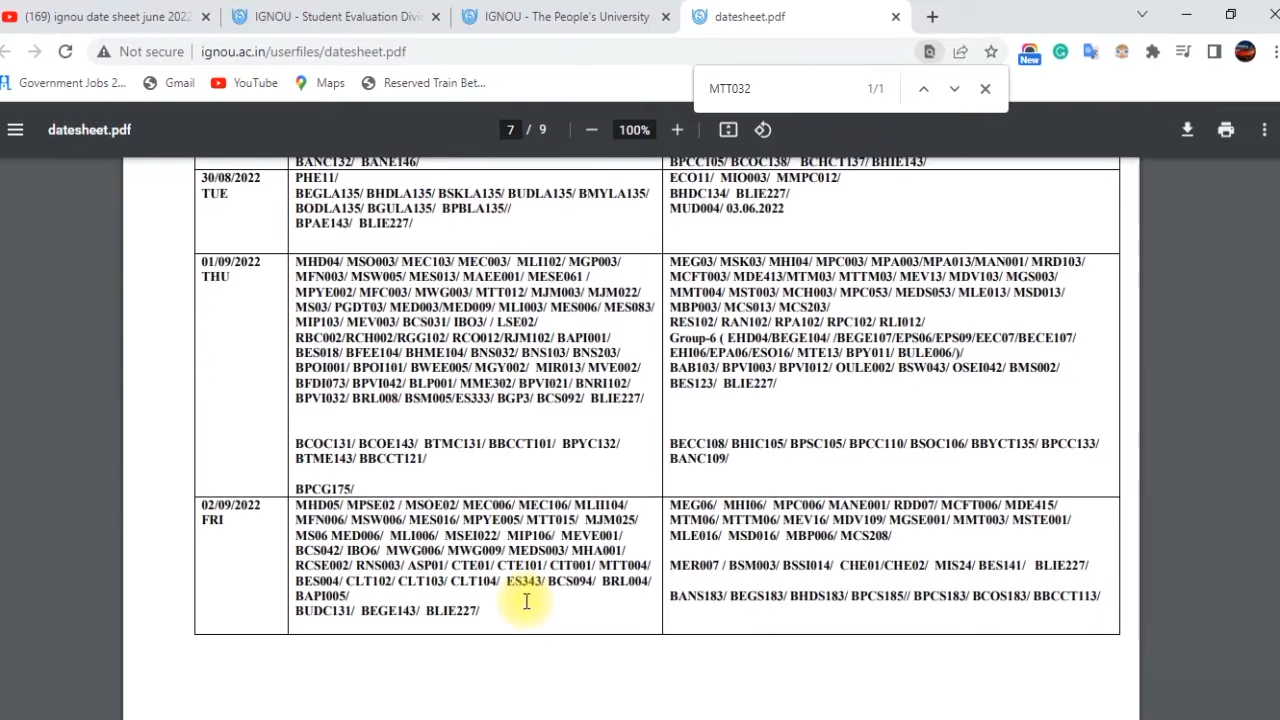 (169) ignou date sheet june 2022
IGNOU - Student Evaluation Divi
IGNOU - The People's University
datesheet.pdf
Not secure
ignou.ac.in/userfiles/datesheet.pdf
New
Government Jobs 2...
Gmail
YouTube
Maps
Reserved Train Bet...
MTT032
1/1
datesheet.pdf
7 / 9
100%
BANC132/ BANE146/
BPCC105/ BCOC138/ BCHCT137/ BHIE143/
30/08/2022
TUE
PHE11/
BEGLA135/ BHDLA135/ BSKLA135/ BUDLA135/ BMYLA135/
BODLA135/ BGULA135/ BPBLA135//
BPAE143/ BLIE227/
ECO11/ MIO003/ MMPC012/
BHDC134/ BLIE227/
MUD004/ 03.06.2022
01/09/2022
THU
MHD04/ MSO003/ MEC103/ MEC003/ MLI102/ MGP003/
MFN003/ MSW005/ MES013/ MAEE001/ MESE061 /
MPYE002/ MFC003/ MWG003/ MTT012/ MJM003/ MJM022/
MS03/ PGDT03/ MED003/MED009/ MLI003/ MES006/ MES083/
MIP103/ MEV003/ BCS031/ IBO3/ / LSE02/
RBC002/RCH002/RGG102/ RCO012/RJM102/ BAPI001/
BES018/ BFEE104/ BHME104/ BNS032/ BNS103/ BNS203/
BPOI001/ BPOI101/ BWEE005/ MGY002/ MIR013/ MVE002/
BFDI073/ BPVI042/ BLP001/ MME302/ BPVI021/ BNRI102/
BPVI032/ BRL008/ BSM005/ES333/ BGP3/ BCS092/ BLIE227/
BCOC131/ BCOE143/ BTMC131/ BBCCT101/ BPYC132/
BTME143/ BBCCT121/
BPCG175/
MEG03/ MSK03/ MHI04/ MPC003/ MPA003/MPA013/MAN001/ MRD103/
MCFT003/ MDE413/MTM03/ MTTM03/ MEV13/ MDV103/ MGS003/
MMT004/ MST003/ MCH003/ MPC053/ MEDS053/ MLE013/ MSD013/
MBP003/ MCS013/ MCS203/
RES102/ RAN102/ RPA102/ RPC102/ RLI012/
Group-6 ( EHD04/BEGE104/ /BEGE107/EPS06/EPS09/EEC07/BECE107/
EHI06/EPA06/ESO16/ MTE13/ BPY011/ BULE006/)/
BAB103/ BPVI003/ BPVI012/ OULE002/ BSW043/ OSEI042/ BMS002/
BES123/ BLIE227/
BECC108/ BHIC105/ BPSC105/ BPCC110/ BSOC106/ BBYCT135/ BPCC133/
BANC109/
02/09/2022
FRI
MHD05/ MPSE02 / MSOE02/ MEC006/ MEC106/ MLII104/
MFN006/ MSW006/ MES016/ MPYE005/ MTT015/ MJM025/
MS06 MED006/ MLI006/ MSEI022/ MIP106/ MEVE001/
BCS042/ IBO6/ MWG006/ MWG009/ MEDS003/ MHA001/
RCSE002/ RNS003/ ASP01/ CTE01/ CTE101/ CIT001/ MTT004/
BES004/ CLT102/ CLT103/ CLT104/ ES343/ BCS094/ BRL004/
BAPI005/
BUDC131/ BEGE143/ BLIE227/
MEG06/ MHI06/ MPC006/ MANE001/ RDD07/ MCFT006/ MDE415/
MTM06/ MTTM06/ MEV16/ MDV109/ MGSE001/ MMT003/ MSTE001/
MLE016/ MSD016/ MBP006/ MCS208/
MER007 / BSM003/ BSSI014/ CHE01/CHE02/ MIS24/ BES141/ BLIE227/
BANS183/ BEGS183/ BHDS183/ BPCS185// BPCS183/ BCOS183/ BBCCT113/